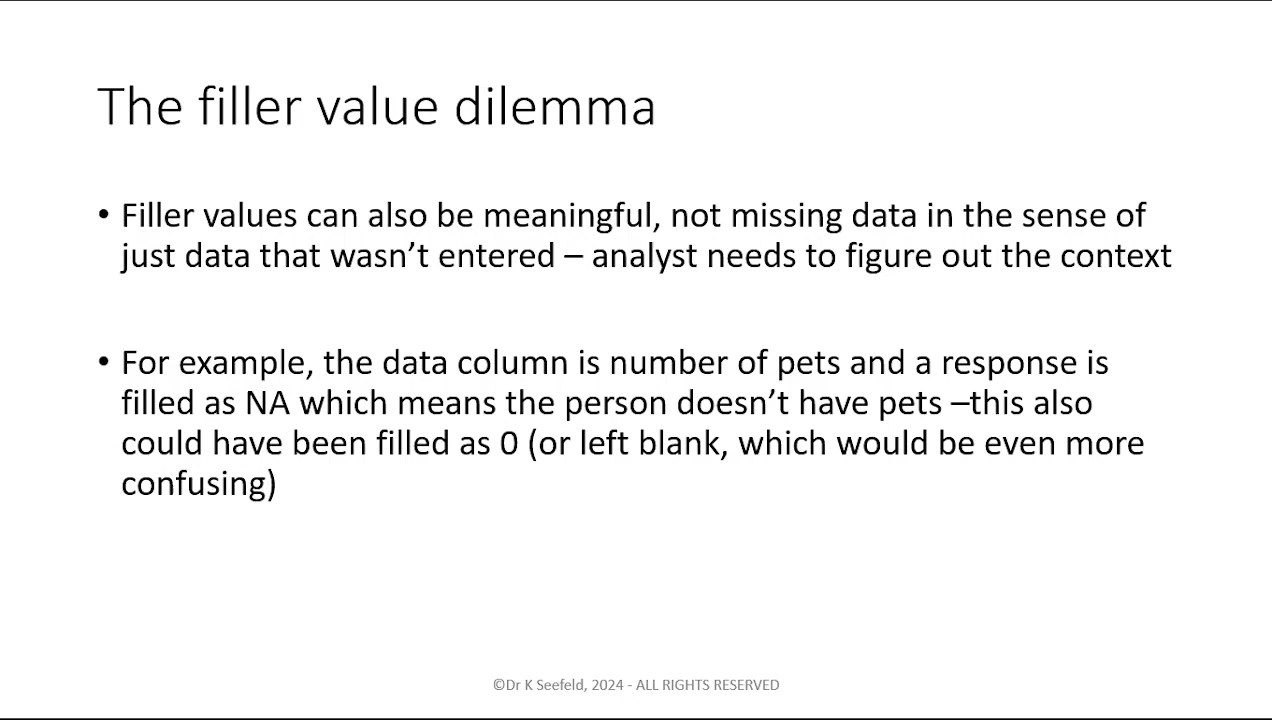 The filler value dilemma
• Filler values can also be meaningful, not missing data in the sense of
just data that wasn’t entered – analyst needs to figure out the context
• For example, the data column is number of pets and a response is
filled as NA which means the person doesn’t have pets –this also
could have been filled as 0 (or left blank, which would be even more
confusing)
©Dr K Seefeld, 2024 - ALL RIGHTS RESERVED